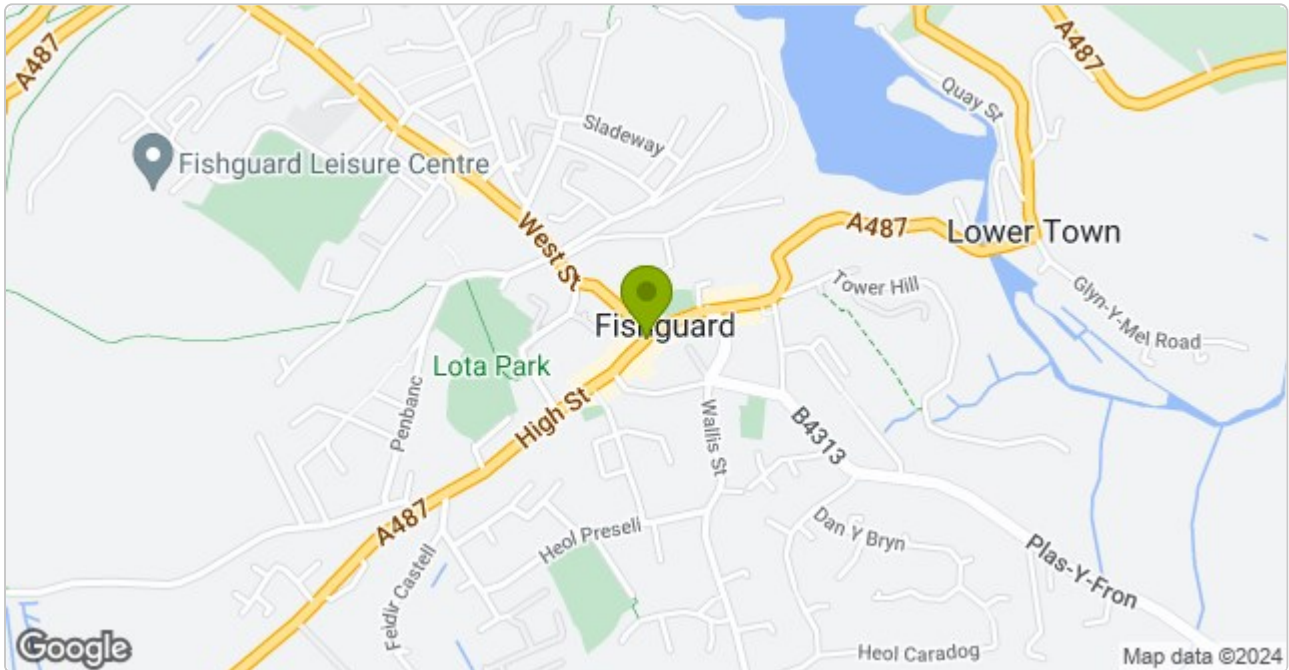 A487
A487
Quay St
Sladeway
Fishguard Leisure Centre
West St
A487
Lower Town
Tower Hill
Glyn-Y-Mel Road
Fishguard
Lota Park
Penbanc
High St
Wallis St
B4313
A487
Heol Preseli
Dan Y Bryn
Feidir Castell
Plas-Y-Fron
Heol Caradog
Google
Map data ©2024